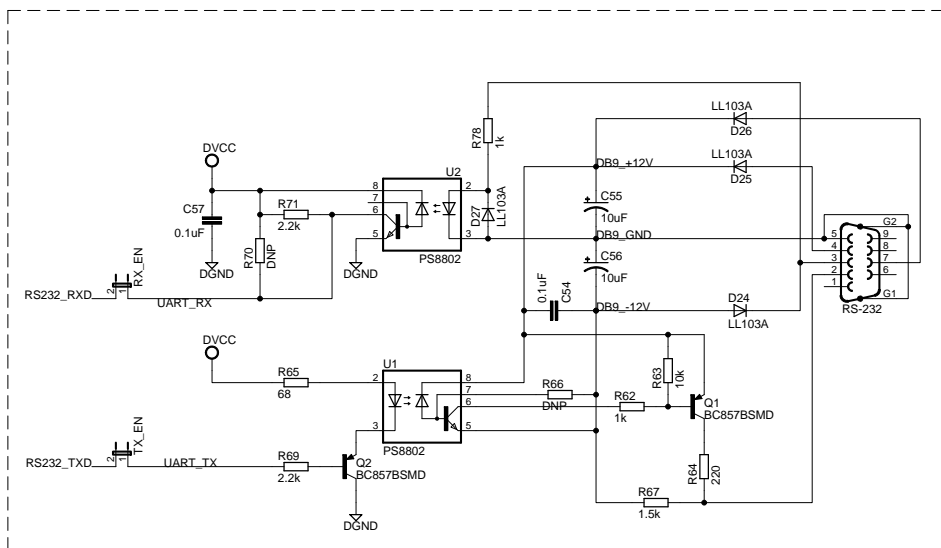 LL103A
D26
R78
1k
DVCC
DB9_+12V
LL103A
D25
U2
8
7
6
5
2
3
D27
LL103A
C57
0.1uF
R71
2.2k
C55
10uF
G2
DGND
R70
DNP
DGND
PS8802
DB9_GND
5
4
3
2
1
9
8
7
6
C56
10uF
RX_EN
RS232_RXD
2
1
UART_RX
0.1uF
C54
DB9_-12V
D24
LL103A
G1
RS-232
DVCC
U1
R65
68
2
3
8
7
6
5
R66
DNP
R63
10k
R62
1k
Q1
BC857BSMD
TX_EN
RS232_TXD
2
1
UART_TX
R69
2.2k
PS8802
Q2
BC857BSMD
R64
220
R67
1.5k
DGND